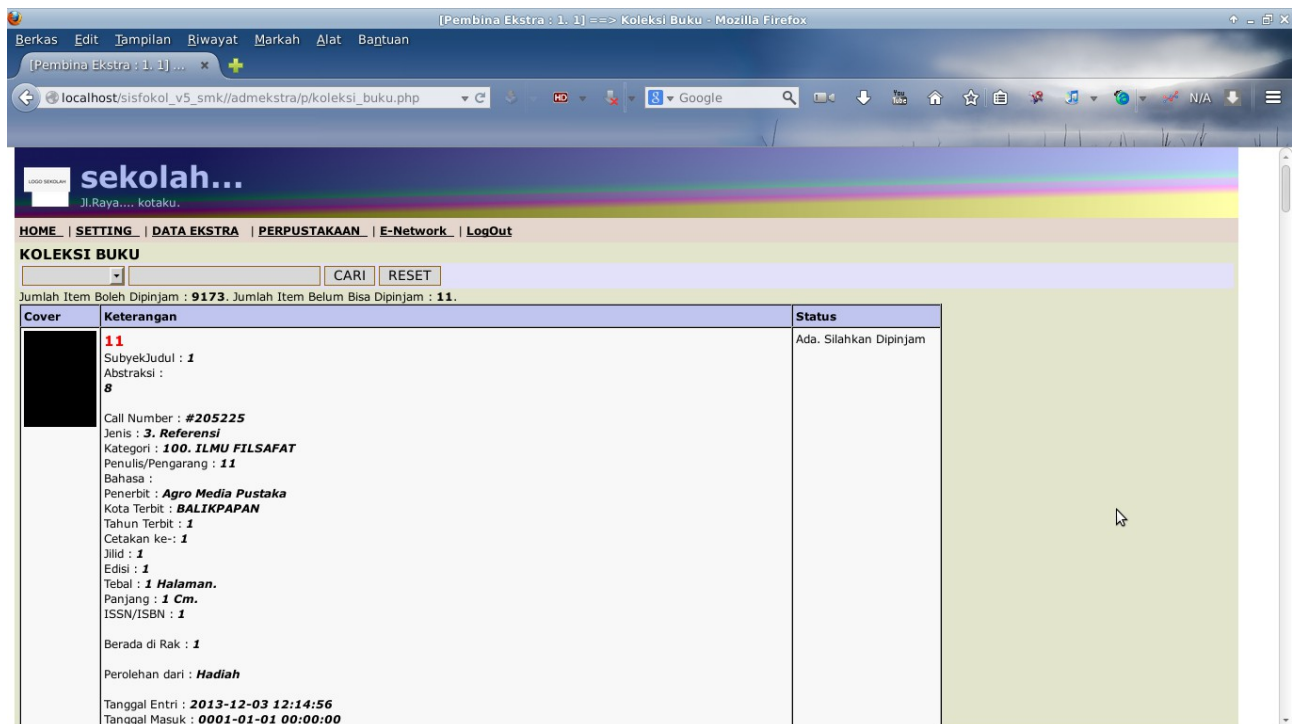 [Pembina Ekstra : 1. 1] ==> Koleksi Buku - Mozilla Firefox
Berkas Edit Tampilan Riwayat Markah Alat Bantuan
[Pembina Ekstra : 1. 1] ...
localhost/sisfokol_v5_smk//admekstra/p/koleksi_buku.php HD 8 Google You Tube N/A
LOGO SEKOLAH
sekolah...
Jl.Raya.... kotaku.
HOME | SETTING | DATA EKSTRA | PERPUSTAKAAN | E-Network | LogOut
KOLEKSI BUKU
CARI RESET
Jumlah Item Boleh Dipinjam : 9173. Jumlah Item Belum Bisa Dipinjam : 11.
Cover Keterangan Status
11 Ada. Silahkan Dipinjam
SubyekJudul : 1
Abstraksi :
8
Call Number : #205225
Jenis : 3. Referensi
Kategori : 100. ILMU FILSAFAT
Penulis/Pengarang : 11
Bahasa :
Penerbit : Agro Media Pustaka
Kota Terbit : BALIKPAPAN
Tahun Terbit : 1
Cetakan ke-: 1
Jilid : 1
Edisi : 1
Tebal : 1 Halaman.
Panjang : 1 Cm.
ISSN/ISBN : 1
Berada di Rak : 1
Perolehan dari : Hadiah
Tanggal Entri : 2013-12-03 12:14:56
Tanggal Masuk : 0001-01-01 00:00:00